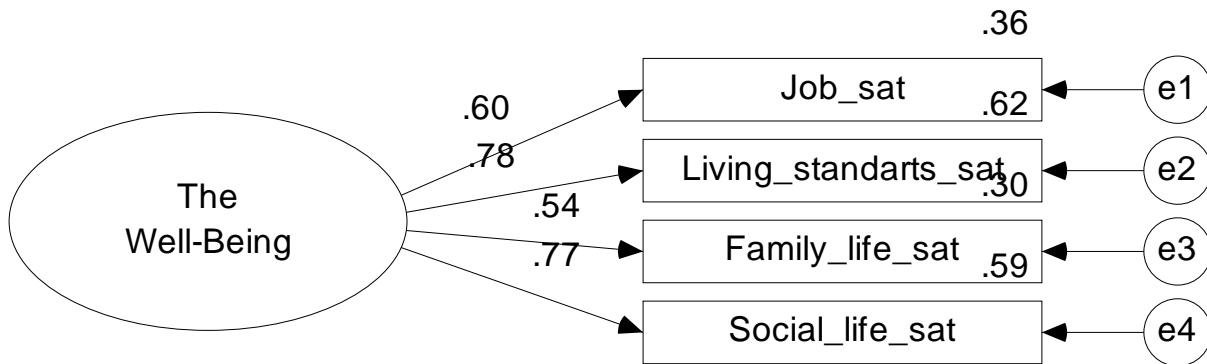 .36
Job_sat
e1
.60
.62
.78
Living_standarts_sat
e2
The
Well-Being
.30
.54
Family_life_sat
e3
.77
.59
Social_life_sat
e4